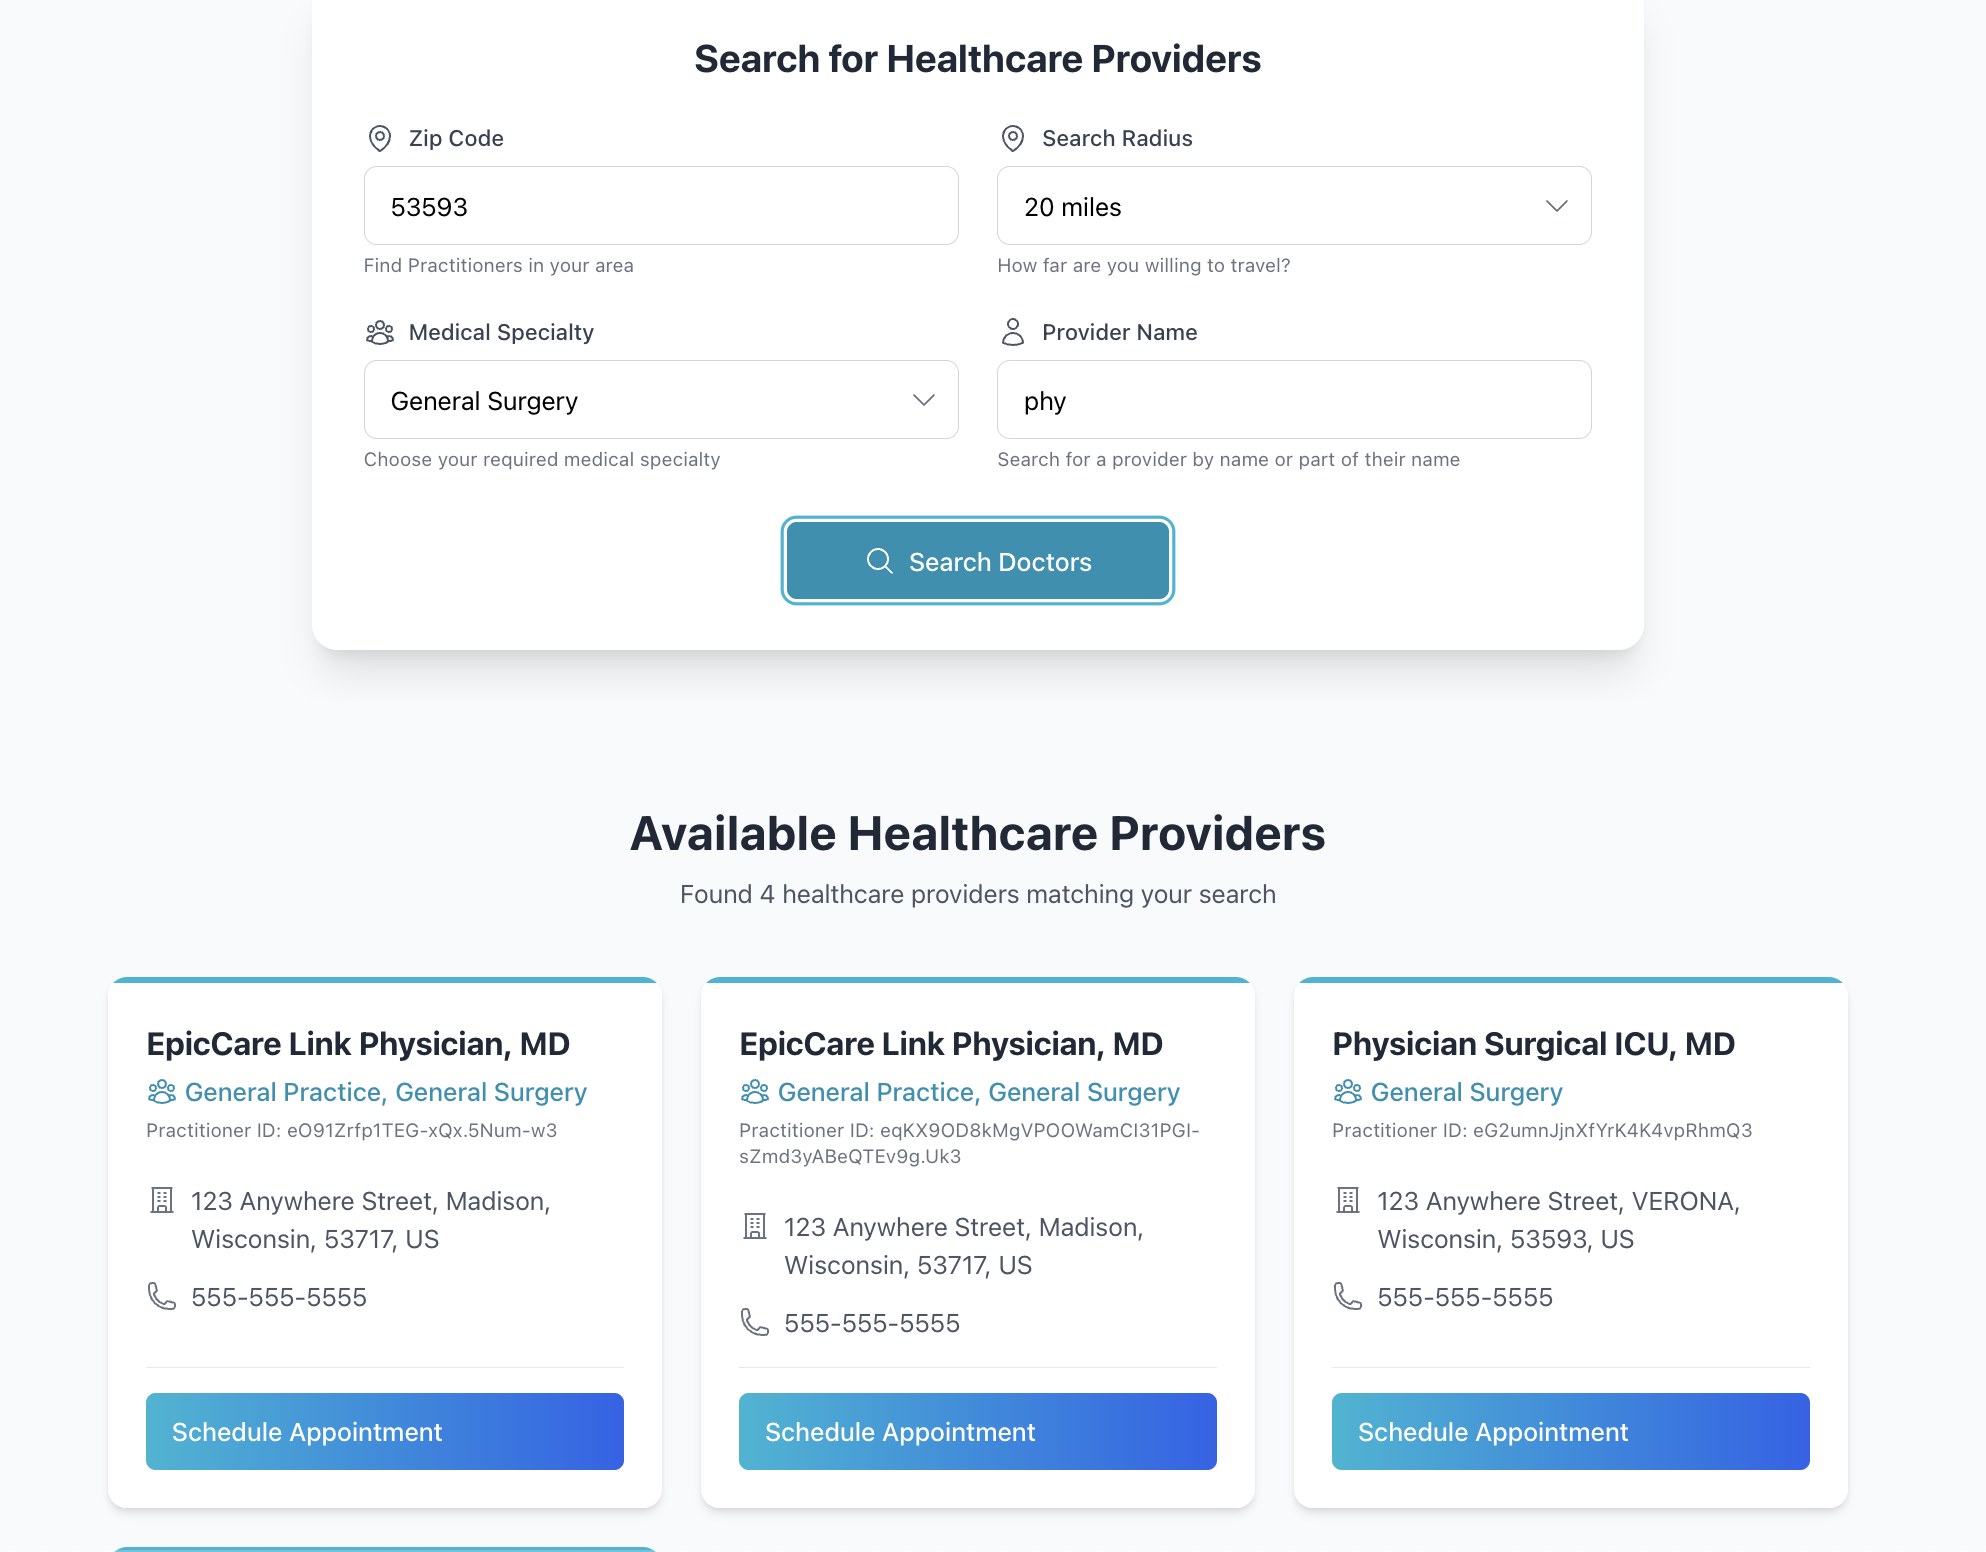 Search for Healthcare Providers
Zip Code
Search Radius
53593
20 miles
Find Practitioners in your area
How far are you willing to travel?
Medical Specialty
Provider Name
General Surgery
phy
Choose your required medical specialty
Search for a provider by name or part of their name
Search Doctors
Available Healthcare Providers
Found 4 healthcare providers matching your search
EpicCare Link Physician, MD
General Practice, General Surgery
Practitioner ID: eO91Zrfp1TEG-xQx.5Num-w3
123 Anywhere Street, Madison,
Wisconsin, 53717, US
555-555-5555
Schedule Appointment
EpicCare Link Physician, MD
General Practice, General Surgery
Practitioner ID: eqKX9OD8kMgVPOOWamCl31PGI-
sZmd3yABeQTEv9g.Uk3
123 Anywhere Street, Madison,
Wisconsin, 53717, US
555-555-5555
Schedule Appointment
Physician Surgical ICU, MD
General Surgery
Practitioner ID: eG2umnJjnXfYrK4K4vpRhmQ3
123 Anywhere Street, VERONA,
Wisconsin, 53593, US
555-555-5555
Schedule Appointment